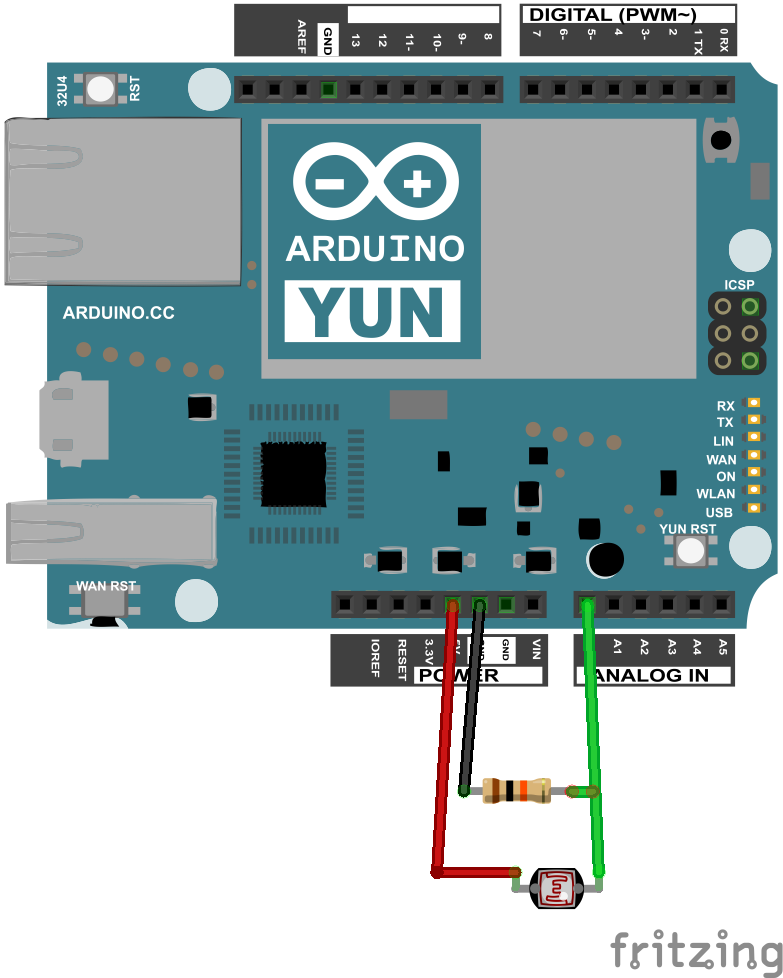 DIGITAL (PWM~)
AREF
GND
13
12
11~
10~
9~
8
7
6~
5~
4
3~
2
1 TX
0 RX
32U4
RST
ARDUINO
YUN
ICSP
ARDUINO.CC
RX
TX
LIN
WAN
ON
WLAN
USB
YUN RST
WAN RST
IOREF
RESET
3.3V
5V
GND
GND
VIN
A1
A2
A3
A4
A5
POWER
ANALOG IN
fritzing